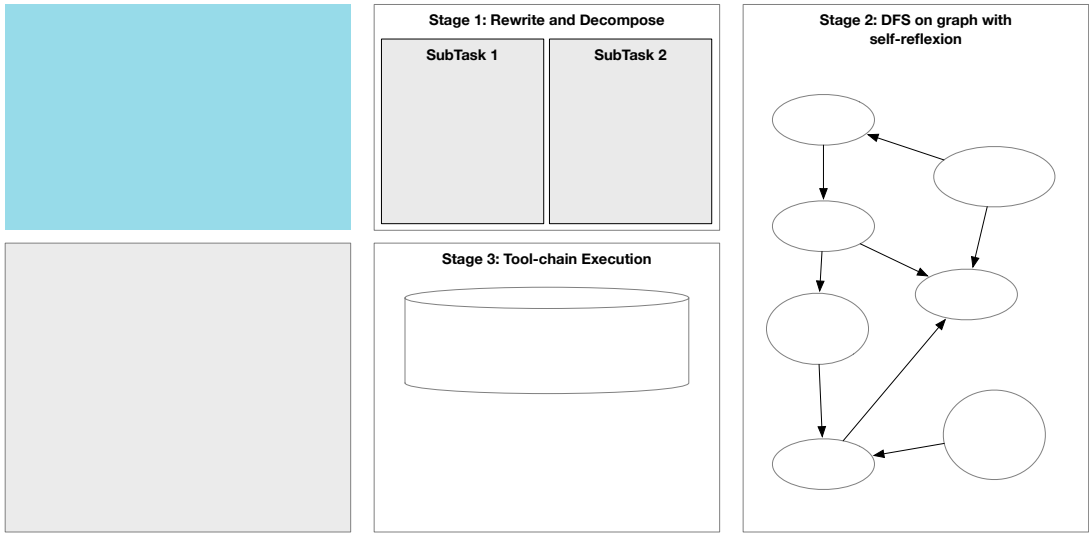 Stage 1: Rewrite and Decompose
SubTask 1
SubTask 2
Stage 2: DFS on graph with
self-reflexion
Stage 3: Tool-chain Execution